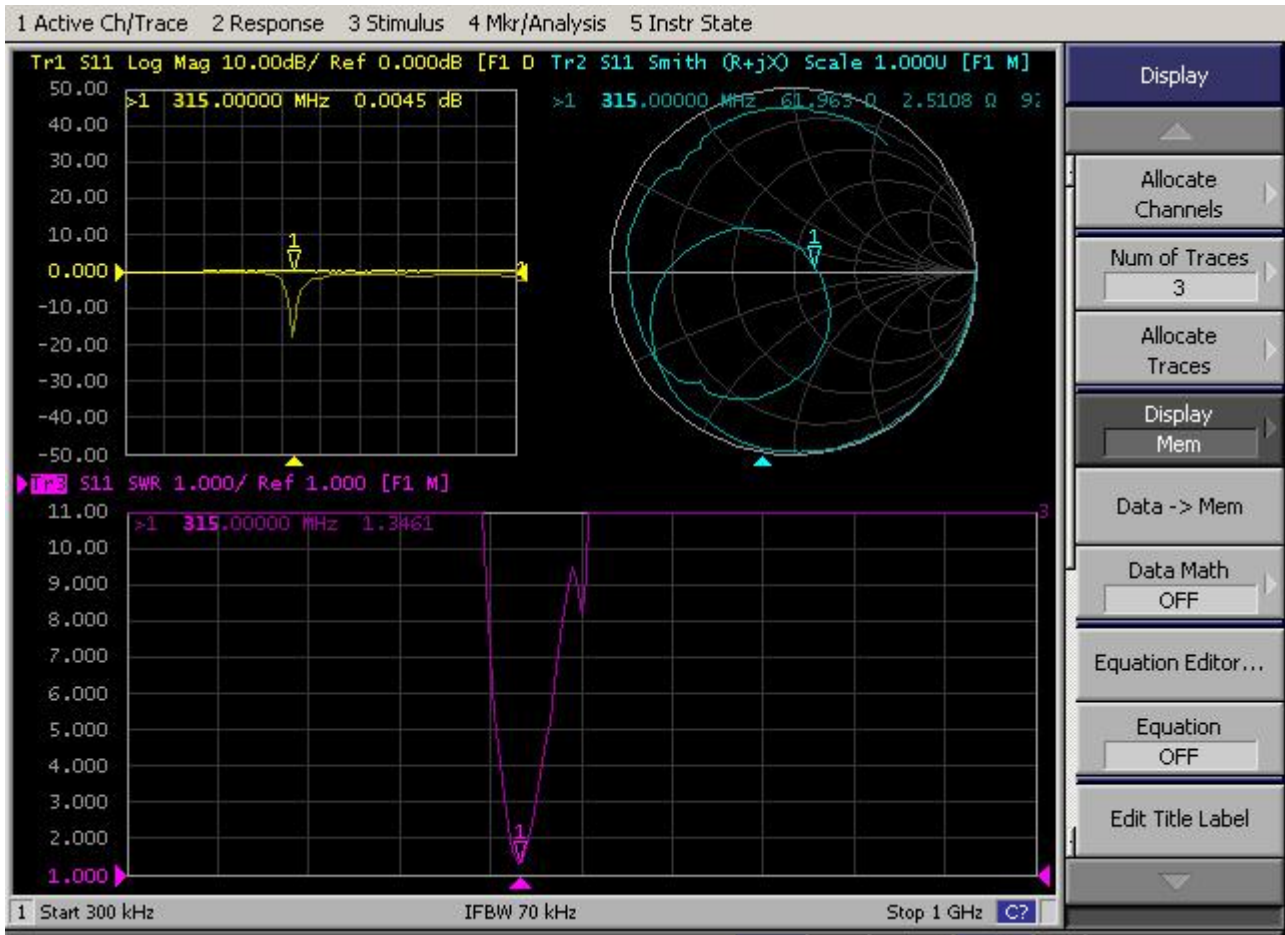 1 Active Ch/Trace 2 Response 3 Stimulus 4 Mkr/Analysis 5 Instr State
Tr1 S11 Log Mag 10.00dB/ Ref 0.000dB [F1 D
50.00
>1 315.00000 MHz 0.0045 dB
40.00
30.00
20.00
10.00
0.000
-10.00
-20.00
-30.00
-40.00
-50.00
1
Tr2 S11 Smith (R+jX) Scale 1.000U [F1 M]
>1 315.00000 MHz 61.963 Ω 2.5108 Ω
1
Tr3 S11 SWR 1.000/ Ref 1.000 [F1 M]
11.00
>1 315.00000 MHz 1.3461
3
10.00
9.000
8.000
7.000
6.000
5.000
4.000
3.000
2.000
1.000
1
1 Start 300 kHz IFBW 70 kHz Stop 1 GHz C?
Display
Allocate
Channels
Num of Traces
3
Allocate
Traces
Display
Mem
Data -> Mem
Data Math
OFF
Equation Editor...
Equation
OFF
Edit Title Label